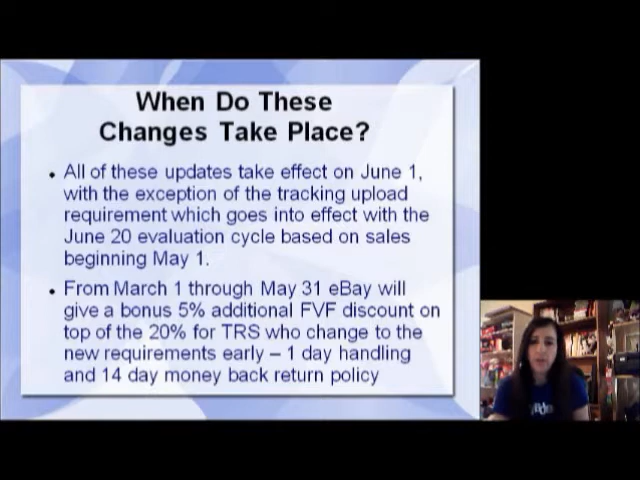 When Do These
Changes Take Place?
• All of these updates take effect on June 1,
with the exception of the tracking upload
requirement which goes into effect with the
June 20 evaluation cycle based on sales
beginning May 1.
• From March 1 through May 31 eBay will
give a bonus 5% additional FVF discount on
top of the 20% for TRS who change to the
new requirements early – 1 day handling
and 14 day money back return policy